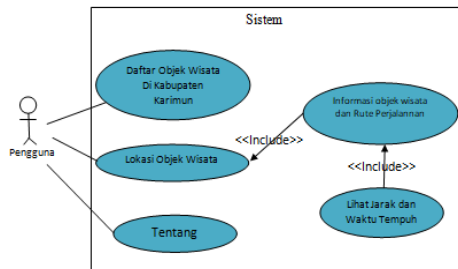 Sistem
Daftar Objek Wisata
Di Kabupaten
Karimun
Informasi objek wisata
dan Rute Perjalannan
<<Include>>
Pengguna
Lokasi Objek Wisata
<<Include>>
Lihat Jarak dan
Waktu Tempuh
Tentang